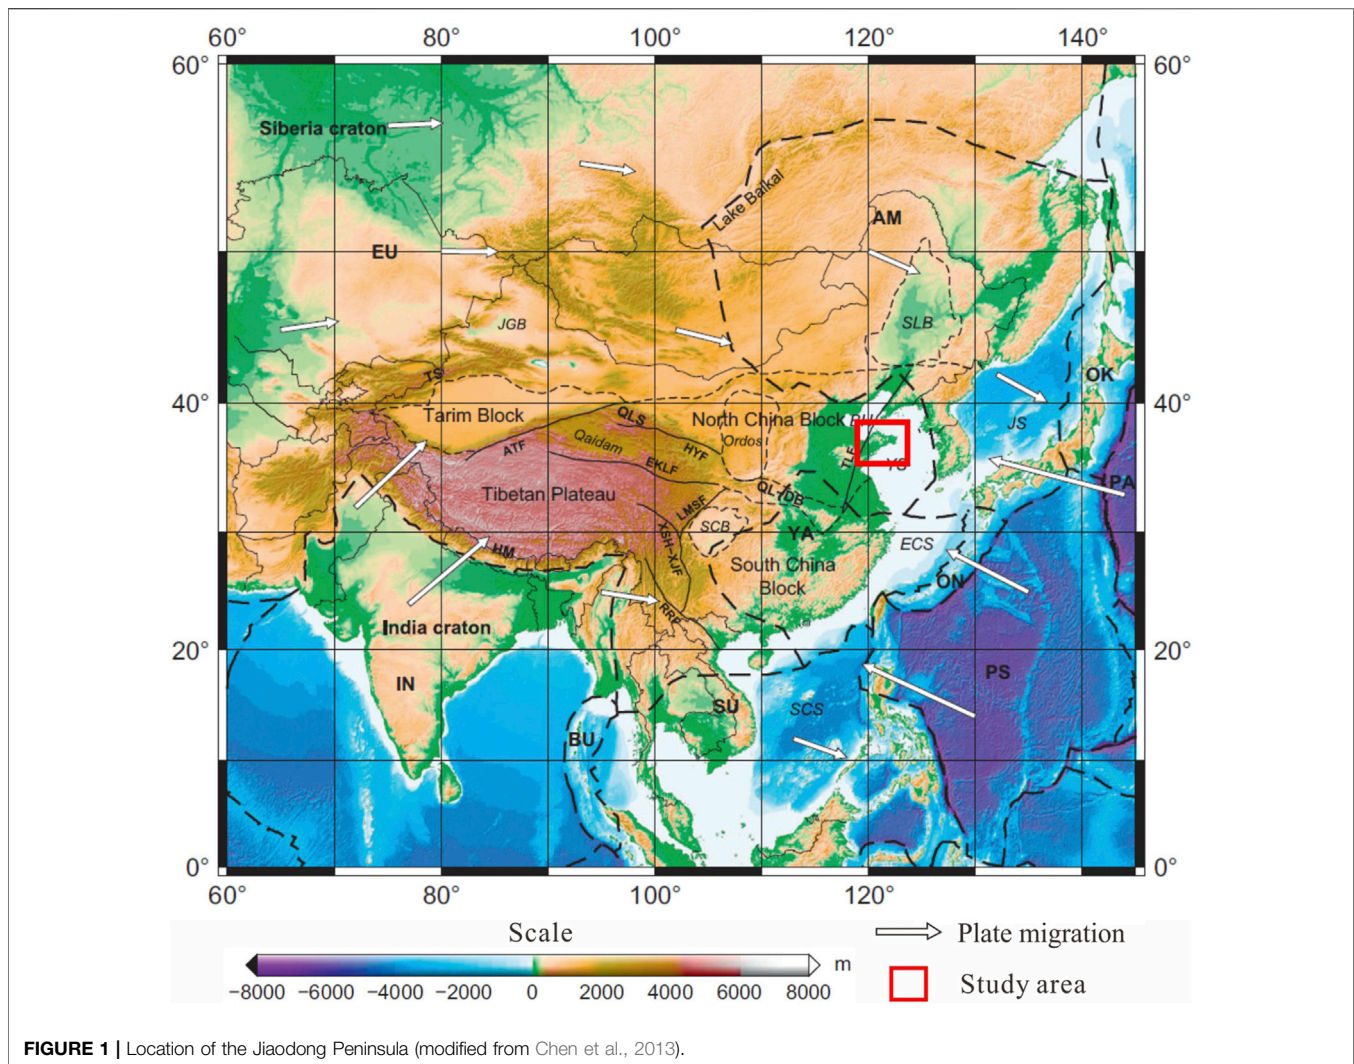 60° 80° 100° 120° 140°
60° 60°
Siberia craton
Lake Baikal
AM
EU
JGB
SLB
TS
OK
40° 40°
Tarim Block
QLS
North China Block
JS
Ordos
Qaidam
HYF
ATF
TLF
YS
EKLF
PA
Tibetan Plateau
QL-DB
LMSF
SCB
YA
ECS
XSH-XJF
HM
South China
Block
ON
RRF
India craton
20° 20°
PS
IN
SU
SCS
BU
0° 0°
60° 80° 100° 120° 140°
Scale
m
−8000 −6000 −4000 −2000 0 2000 4000 6000 8000
Plate migration
Study area
FIGURE 1 | Location of the Jiaodong Peninsula (modified from Chen et al., 2013).